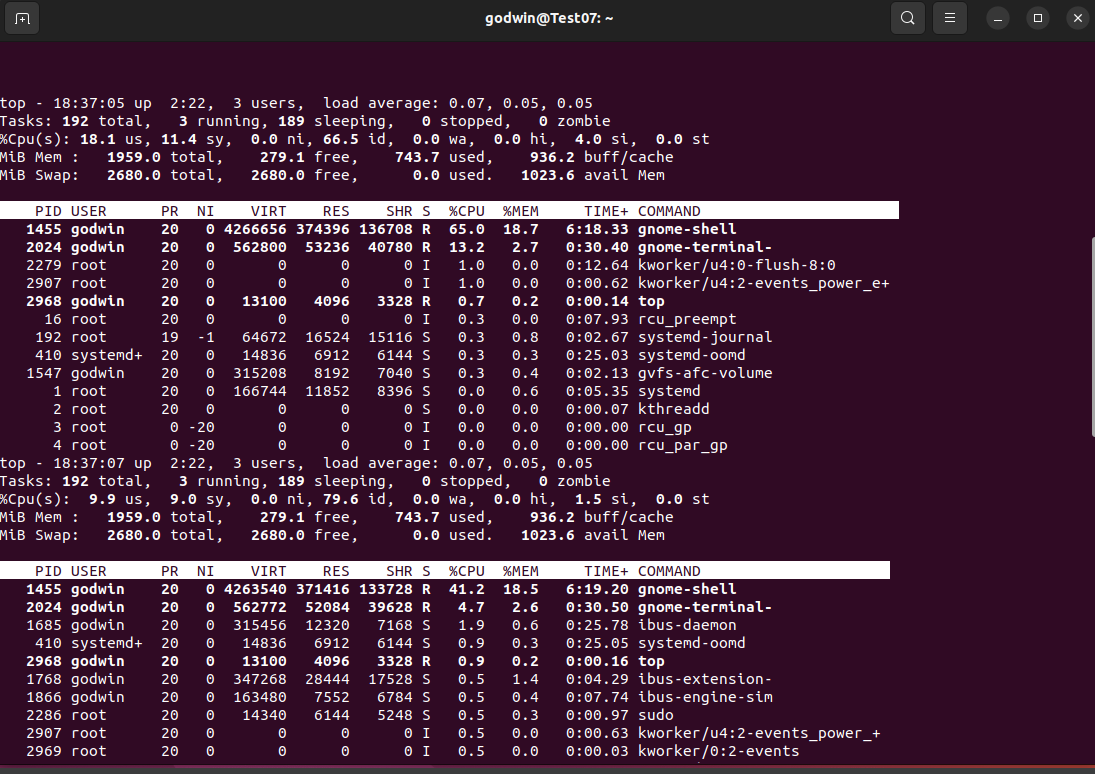 godwin@Test07: ~
top - 18:37:05 up  2:22,  3 users,  load average: 0.07, 0.05, 0.05
Tasks: 192 total,   3 running, 189 sleeping,   0 stopped,   0 zombie
%Cpu(s): 18.1 us, 11.4 sy,  0.0 ni, 66.5 id,  0.0 wa,  0.0 hi,  4.0 si,  0.0 st
MiB Mem :   1959.0 total,    279.1 free,    743.7 used,    936.2 buff/cache
MiB Swap:   2680.0 total,   2680.0 free,      0.0 used.   1023.6 avail Mem
    PID USER      PR  NI    VIRT    RES    SHR S  %CPU  %MEM     TIME+ COMMAND
   1455 godwin    20   0 4266656 374396 136708 R  65.0  18.7   6:18.33 gnome-shell
   2024 godwin    20   0  562800  53236  40780 R  13.2   2.7   0:30.40 gnome-terminal-
   2279 root      20   0       0      0      0 I   1.0   0.0   0:12.64 kworker/u4:0-flush-8:0
   2907 root      20   0       0      0      0 I   1.0   0.0   0:00.62 kworker/u4:2-events_power_e+
   2968 godwin    20   0   13100   4096   3328 R   0.7   0.2   0:00.14 top
     16 root      20   0       0      0      0 I   0.3   0.0   0:07.93 rcu_preempt
    192 root      19  -1   64672  16524  15116 S   0.3   0.8   0:02.67 systemd-journal
    410 systemd+  20   0   14836   6912   6144 S   0.3   0.3   0:25.03 systemd-oomd
   1547 godwin    20   0  315208   8192   7040 S   0.3   0.4   0:02.13 gvfs-afc-volume
      1 root      20   0  166744  11852   8396 S   0.0   0.6   0:05.35 systemd
      2 root      20   0       0      0      0 S   0.0   0.0   0:00.07 kthreadd
      3 root       0 -20       0      0      0 I   0.0   0.0   0:00.00 rcu_gp
      4 root       0 -20       0      0      0 I   0.0   0.0   0:00.00 rcu_par_gp
top - 18:37:07 up  2:22,  3 users,  load average: 0.07, 0.05, 0.05
Tasks: 192 total,   3 running, 189 sleeping,   0 stopped,   0 zombie
%Cpu(s):  9.9 us,  9.0 sy,  0.0 ni, 79.6 id,  0.0 wa,  0.0 hi,  1.5 si,  0.0 st
MiB Mem :   1959.0 total,    279.1 free,    743.7 used,    936.2 buff/cache
MiB Swap:   2680.0 total,   2680.0 free,      0.0 used.   1023.6 avail Mem
    PID USER      PR  NI    VIRT    RES    SHR S  %CPU  %MEM     TIME+ COMMAND
   1455 godwin    20   0 4263540 371416 133728 R  41.2  18.5   6:19.20 gnome-shell
   2024 godwin    20   0  562772  52084  39628 R   4.7   2.6   0:30.50 gnome-terminal-
   1685 godwin    20   0  315456  12320   7168 S   1.9   0.6   0:25.78 ibus-daemon
    410 systemd+  20   0   14836   6912   6144 S   0.9   0.3   0:25.05 systemd-oomd
   2968 godwin    20   0   13100   4096   3328 R   0.9   0.2   0:00.16 top
   1768 godwin    20   0  347268  28444  17528 S   0.5   1.4   0:04.29 ibus-extension-
   1866 godwin    20   0  163480   7552   6784 S   0.5   0.4   0:07.74 ibus-engine-sim
   2286 root      20   0   14340   6144   5248 S   0.5   0.3   0:00.97 sudo
   2907 root      20   0       0      0      0 I   0.5   0.0   0:00.63 kworker/u4:2-events_power_+
   2969 root      20   0       0      0      0 I   0.5   0.0   0:00.03 kworker/0:2-events